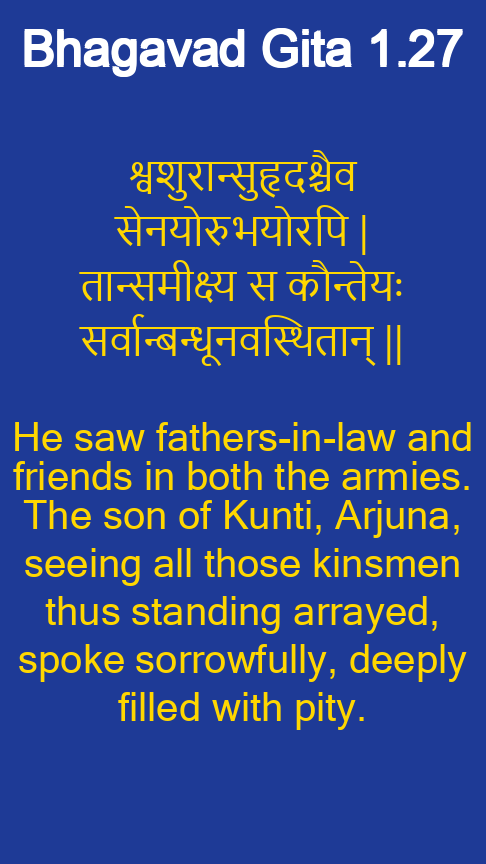 Bhagavad Gita 1.27
श्वशुरान्सुहृदश्चैव
सेनयोरुभयोरपि |
तान्समीक्ष्य स कौन्तेयः
सर्वान्बन्धूनवस्थितान् ||
He saw fathers-in-law and
friends in both the armies.
The son of Kunti, Arjuna,
seeing all those kinsmen
thus standing arrayed,
spoke sorrowfully, deeply
filled with pity.